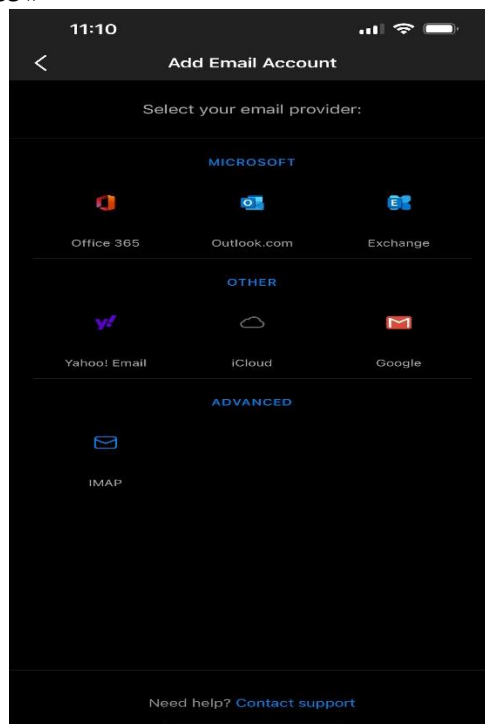 11:10
Add Email Account
Select your email provider:
MICROSOFT
Office 365 Outlook.com Exchange
OTHER
Yahoo! Email iCloud Google
ADVANCED
IMAP
Need help? Contact support